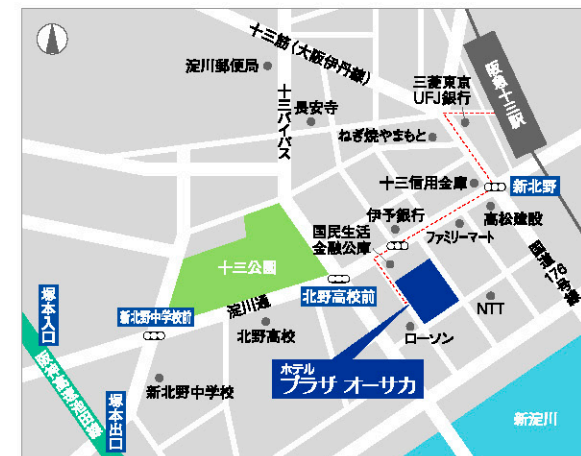 十三筋(大阪伊丹線)
淀川郵便局
十三バイパス
長安寺
三菱東京
UFJ銀行
阪急十三駅
ねぎ焼やまもと
十三信用金庫
新北野
伊予銀行
高松建設
国民生活
金融公庫
ファミリーマート
国道176号線
十三公園
北野高校前
淀川通
塚本入口
新北野中学校前
北野高校
NTT
ローソン
ホテル
プラザ オーサカ
新北野中学校
塚本出口
新淀川